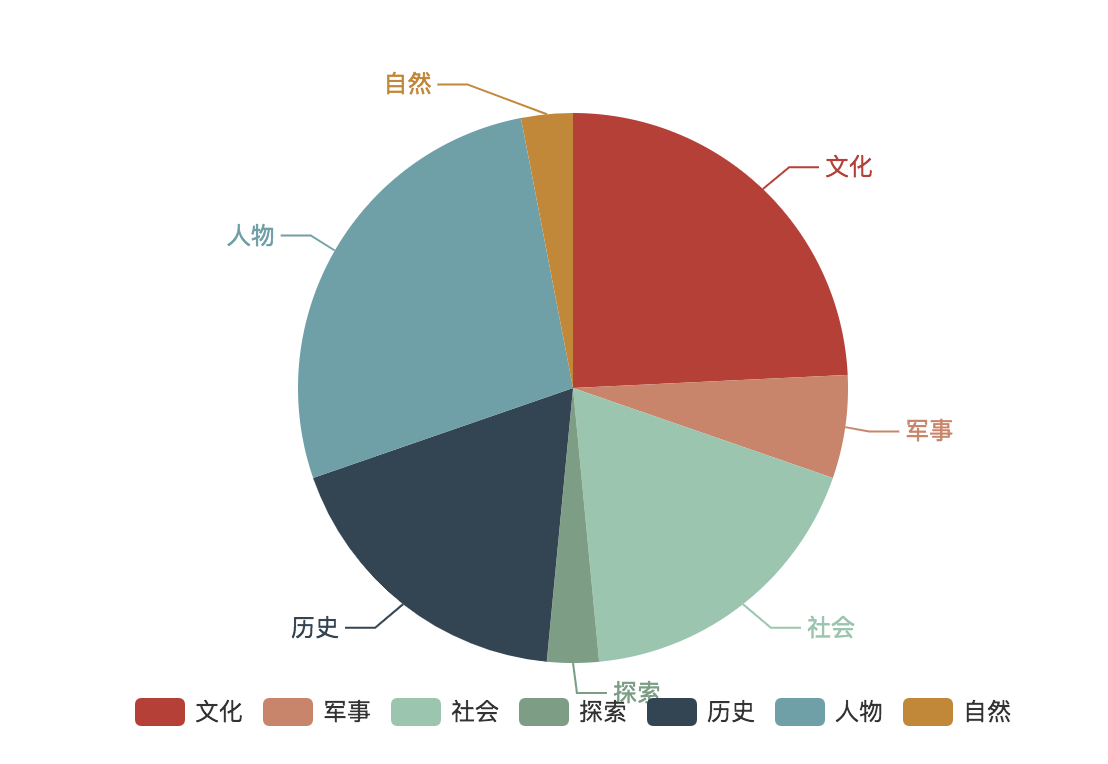 自然
文化
人物
军事
历史
社会
探索
文化 军事 社会 探索 历史 人物 自然